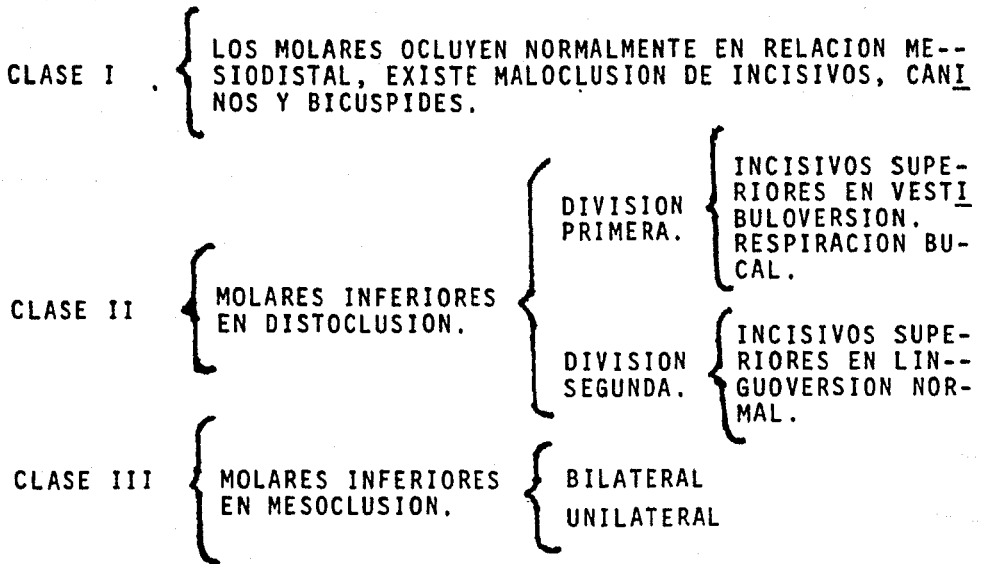 CLASE I
LOS MOLARES OCLUYEN NORMALMENTE EN RELACION ME--
SIODISTAL, EXISTE MALOCLUSION DE INCISIVOS, CANI
NOS Y BICUSPIDES.
CLASE II
MOLARES INFERIORES
EN DISTOCLUSION.
DIVISION
PRIMERA.
INCISIVOS SUPE-
RIORES EN VESTI
BULOVERSION.
RESPIRACION BU-
CAL.
DIVISION
SEGUNDA.
INCISIVOS SUPE-
RIORES EN LIN--
GUOVERSION NOR-
MAL.
CLASE III
MOLARES INFERIORES
EN MESOCLUSION.
BILATERAL
UNILATERAL